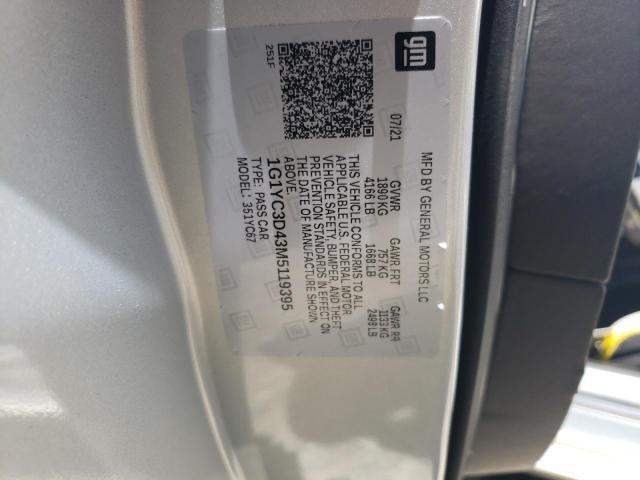 gm
MFD BY GENERAL MOTORS LLC
07/21 GVWR GAWR FRT GAWR RR
1890 KG 757 KG 1133 KG
4166 LB 1668 LB 2498 LB
THIS VEHICLE CONFORMS TO ALL
APPLICABLE U.S. FEDERAL MOTOR
VEHICLE SAFETY, BUMPER, AND THEFT
PREVENTION STANDARDS IN EFFECT ON
THE DATE OF MANUFACTURE SHOWN
ABOVE.
1G1YC3D43M5119395
TYPE: PASS CAR
251F MODEL: 351YC67